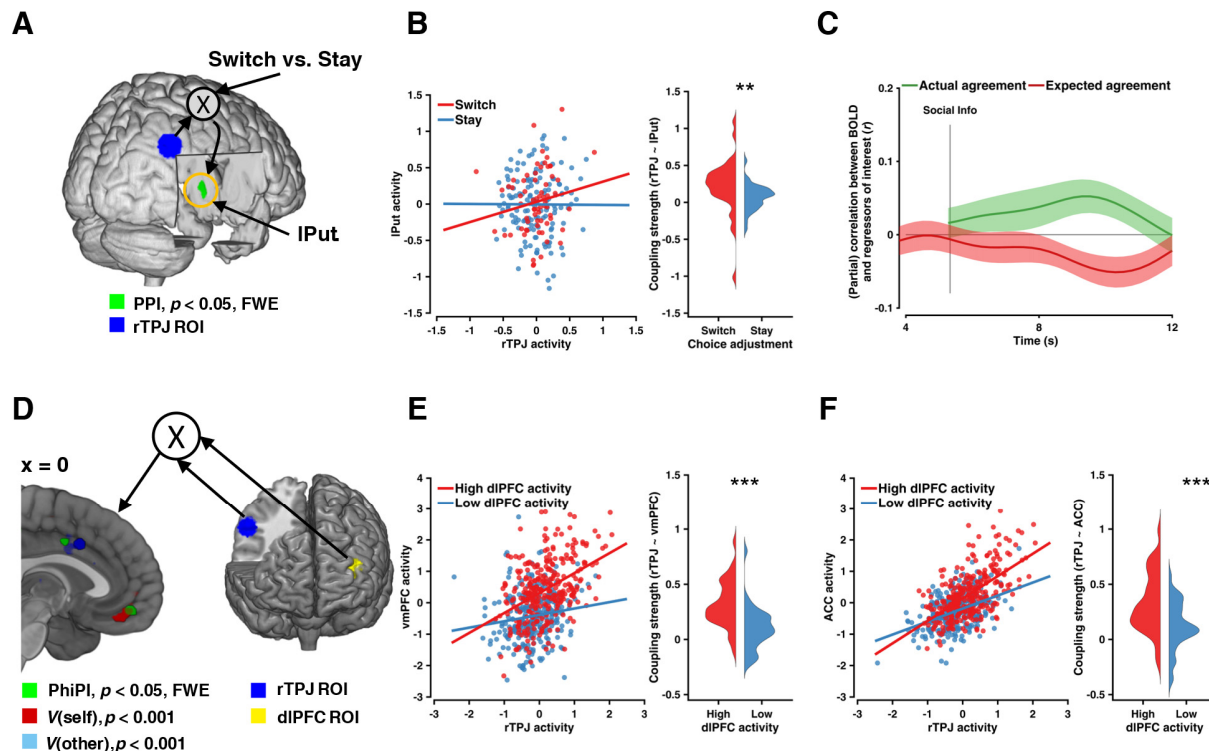 A
Switch vs. Stay
X
lPut
PPI, p < 0.05, FWE
rTPJ ROI
B
Switch
Stay
lPut activity
1.5
1
0.5
0
-0.5
-1
-1.5
-1.5 -1 -0.5 0 0.5 1 1.5
rTPJ activity
**
Coupling strength (rTPJ ~ lPut)
1.5
1
0.5
0
-0.5
-1
-1.5
Switch Stay
Choice adjustment
C
Actual agreement Expected agreement
Social Info
(Partial) correlation between BOLD
and regressors of interest (r)
0.2
0.1
0
-0.1
4 8 12
Time (s)
D
X
x = 0
PhiPI, p < 0.05, FWE
V(self), p < 0.001
V(other), p < 0.001
rTPJ ROI
dlPFC ROI
E
High dlPFC activity
Low dlPFC activity
vmPFC activity
4
3
2
1
0
-1
-2
-3
-3 -2 -1 0 1 2 3
rTPJ activity
***
Coupling strength (rTPJ ~ vmPFC)
1.5
1
0.5
0
-0.5
High Low
dlPFC activity
F
High dlPFC activity
Low dlPFC activity
ACC activity
4
3
2
1
0
-1
-2
-3
-3 -2 -1 0 1 2 3
rTPJ activity
***
Coupling strength (rTPJ ~ ACC)
1.5
1
0.5
0
-0.5
High Low
dlPFC activity